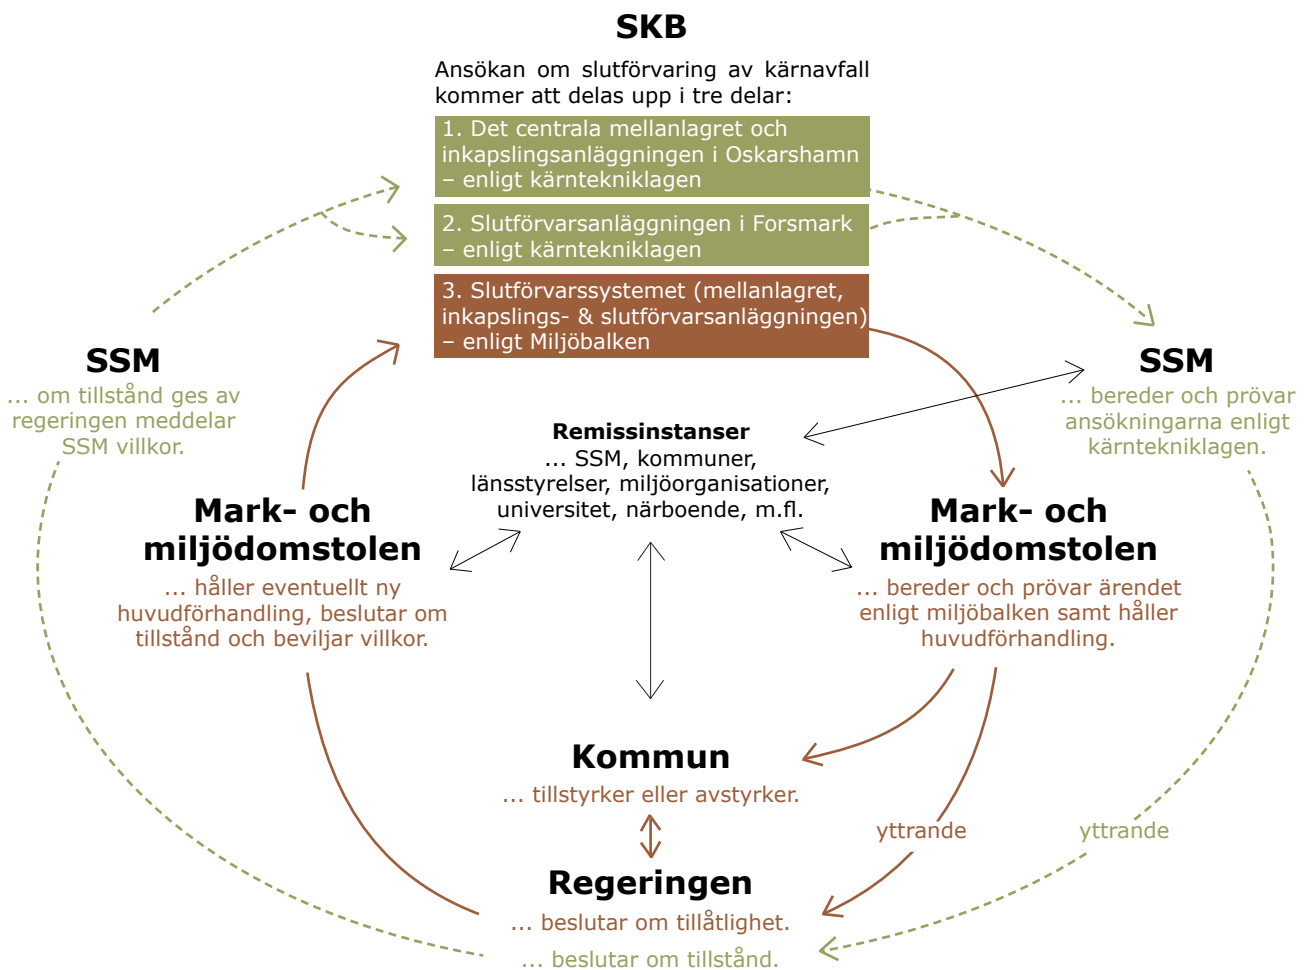 SKB
Ansökan om slutförvaring av kärnavfall
kommer att delas upp i tre delar:
1. Det centrala mellanlagret och
inkapslingsanläggningen i Oskarshamn
– enligt kärntekniklagen
2. Slutförvarsanläggningen i Forsmark
– enligt kärntekniklagen
3. Slutförvarssystemet (mellanlagret,
inkapslings- & slutförvarsanläggningen)
– enligt Miljöbalken
SSM
... om tillstånd ges av
regeringen meddelar
SSM villkor.
SSM
... bereder och prövar
ansökningarna enligt
kärntekniklagen.
Remissinstanser
... SSM, kommuner,
länsstyrelser, miljöorganisationer,
universitet, närboende, m.fl.
Mark- och
miljödomstolen
... håller eventuellt ny
huvudförhandling, beslutar om
tillstånd och beviljar villkor.
Mark- och
miljödomstolen
... bereder och prövar ärendet
enligt miljöbalken samt håller
huvudförhandling.
Kommun
... tillstyrker eller avstyrker.
yttrande
yttrande
Regeringen
... beslutar om tillåtlighet.
... beslutar om tillstånd.